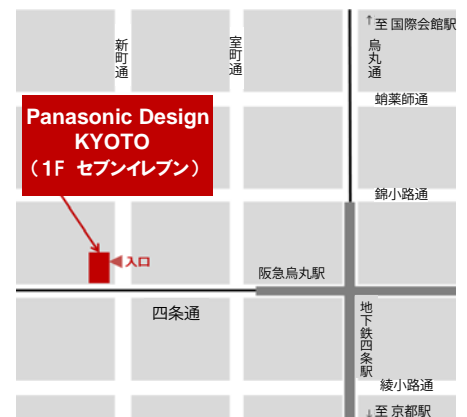 ↑至 国際会館駅
新町通
室町通
烏丸通
蛸薬師通
Panasonic Design
KYOTO
（1F セブンイレブン）
錦小路通
入口
阪急烏丸駅
四条通
地下鉄四条駅
綾小路通
↓至 京都駅